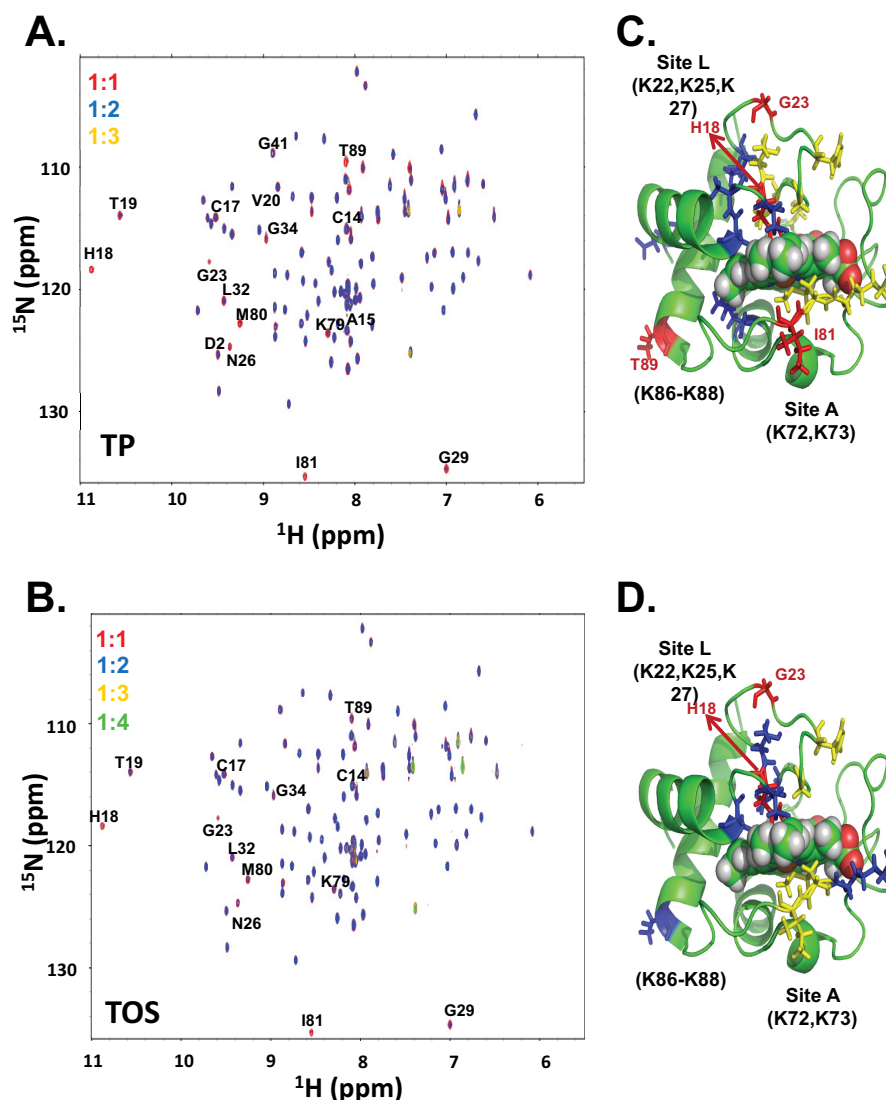 A.
1:1
1:2
1:3
G41
T89
T19
C17
V20
C14
G34
H18
G23
L32
M80
K79
A15
D2
N26
TP
I81
G29
110
120
130
15N (ppm)
11
10
9
8
7
6
1H (ppm)
C.
Site L
(K22,K25,K
27)
G23
H18
I81
T89
(K86-K88)
Site A
(K72,K73)
B.
1:1
1:2
1:3
1:4
T89
T19
C17
C14
G34
H18
G23
L32
M80
K79
N26
TOS
I81
G29
110
120
130
15N (ppm)
11
10
9
8
7
6
1H (ppm)
D.
Site L
(K22,K25,K
27)
G23
H18
(K86-K88)
Site A
(K72,K73)